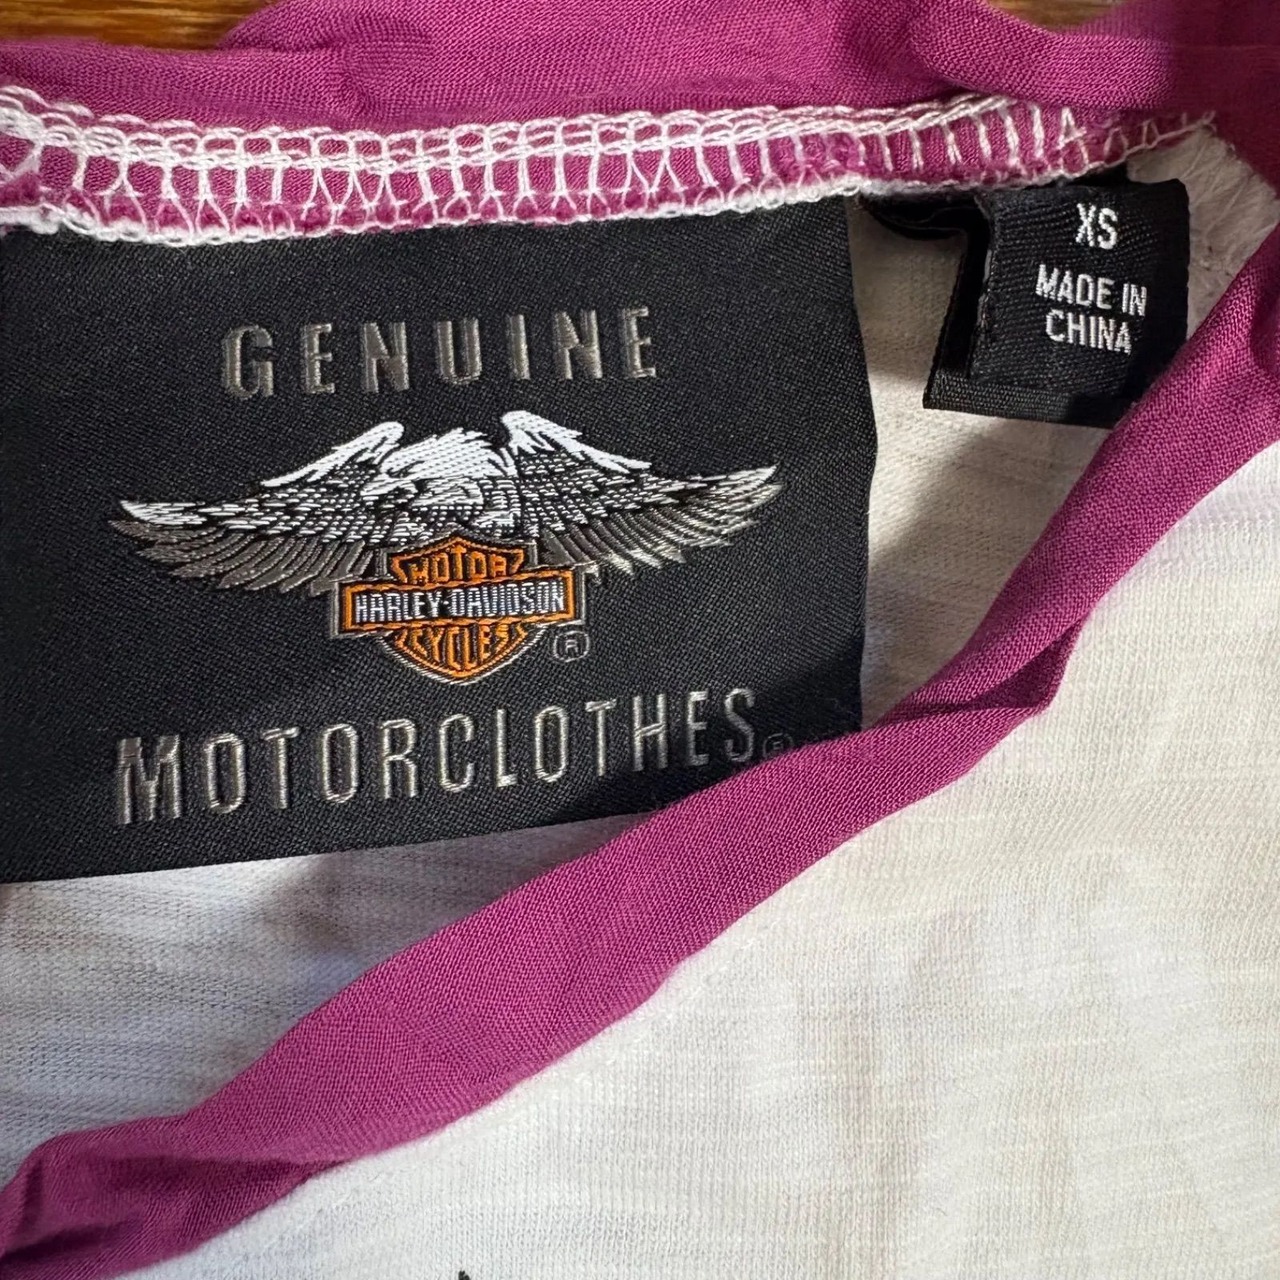 GENUINE
MOTOR
HARLEY-DAVIDSON
CYCLES
®
MOTORCLOTHES®
XS
MADE IN
CHINA